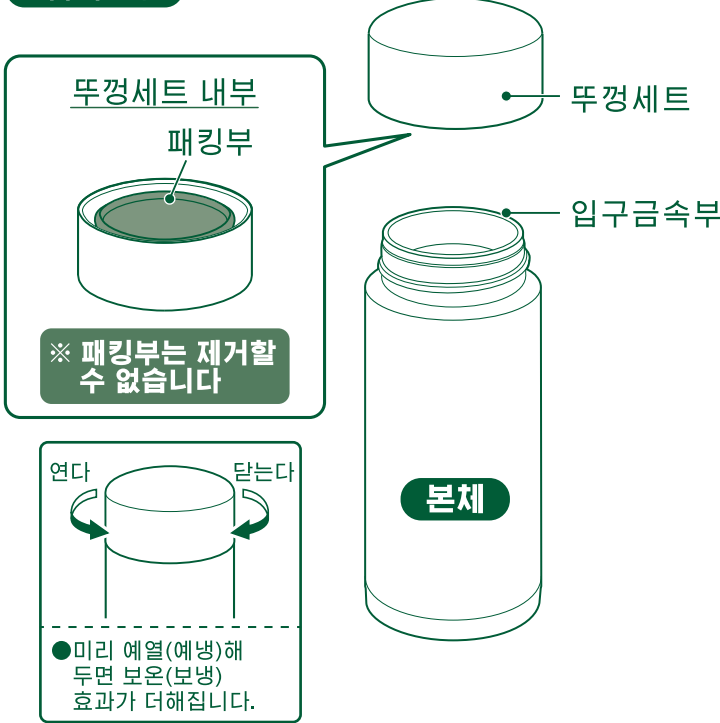 뚜껑세트 내부
패킹부
※ 패킹부는 제거할
수 없습니다
뚜껑세트
입구금속부
본체
연다
닫는다
●미리 예열(예냉)해
두면 보온(보냉)
효과가 더해집니다.